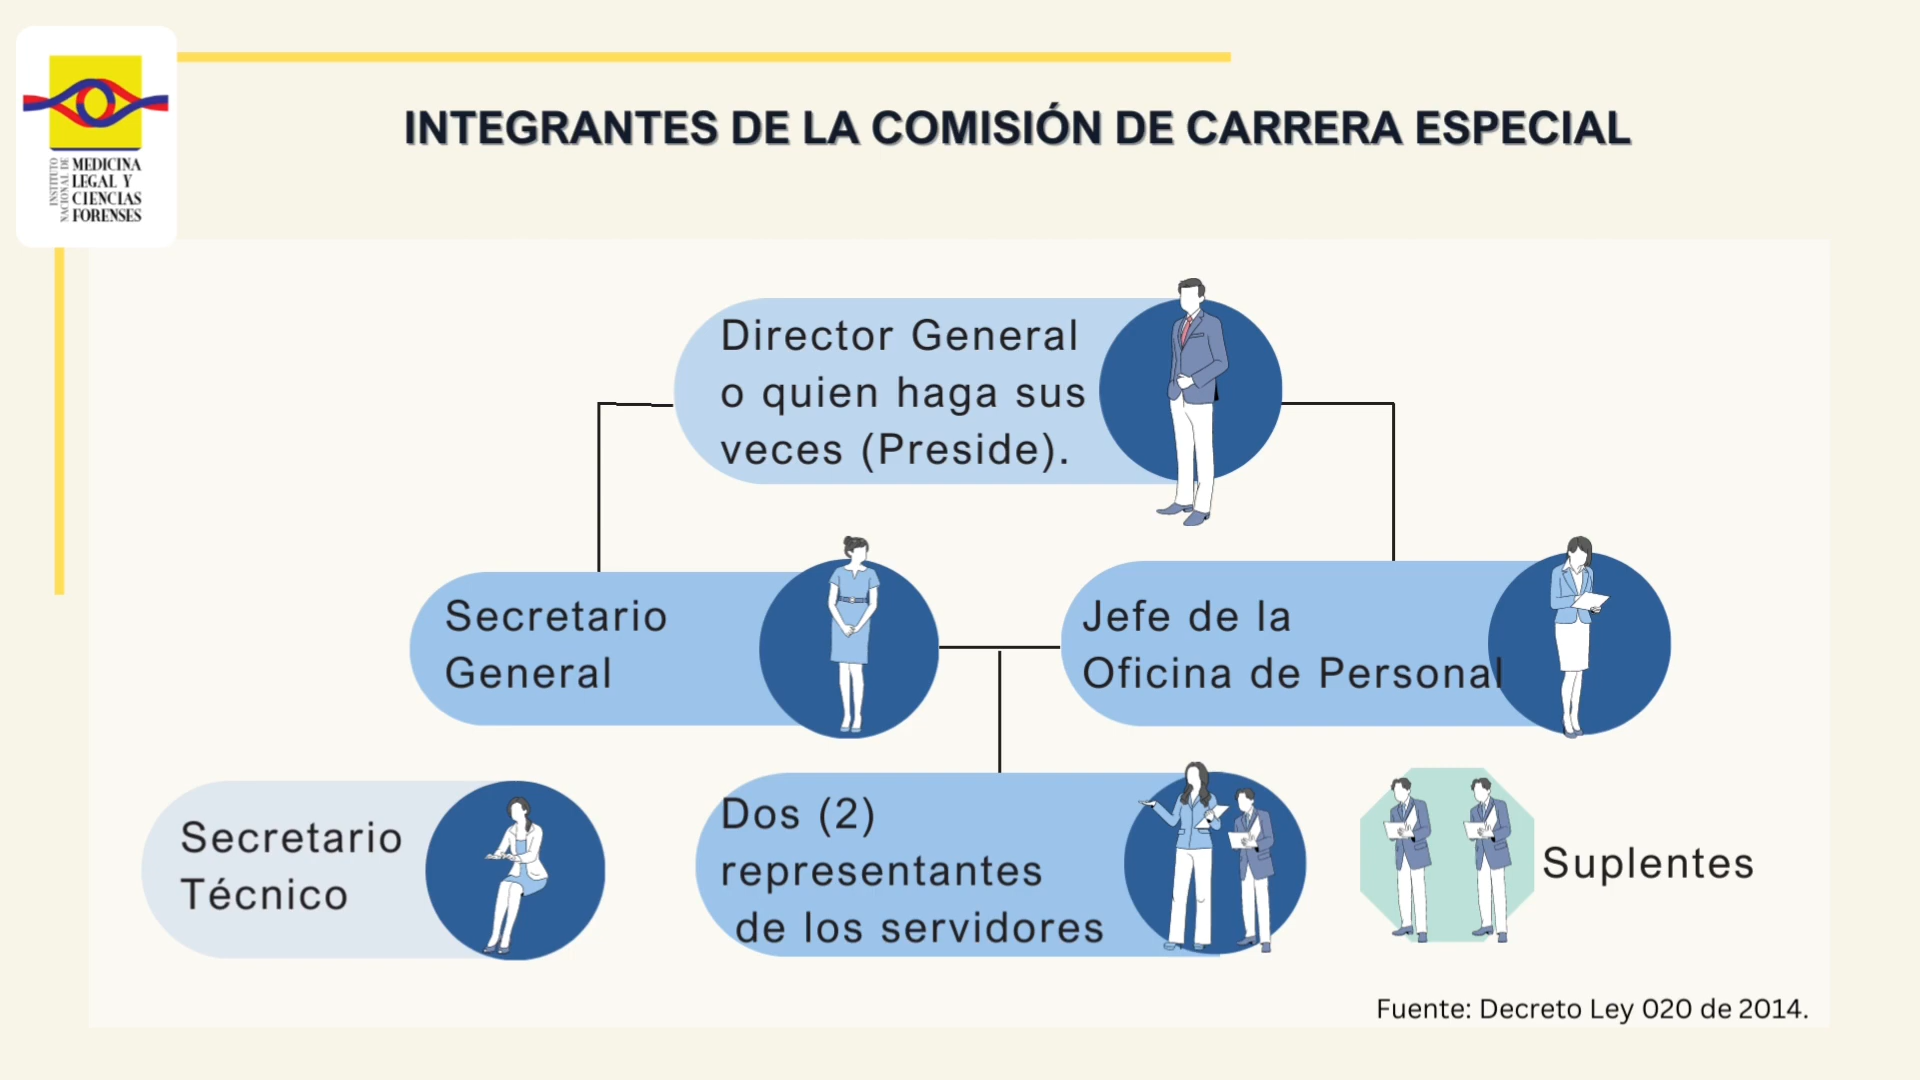 INSTITUTO
NACIONAL DE
MEDICINA
LEGAL Y
CIENCIAS
FORENSES
INTEGRANTES DE LA COMISIÓN DE CARRERA ESPECIAL
Director General
o quien haga sus
veces (Preside).
Secretario
General
Jefe de la
Oficina de Personal
Secretario
Técnico
Dos (2)
representantes
de los servidores
Suplentes
Fuente: Decreto Ley 020 de 2014.